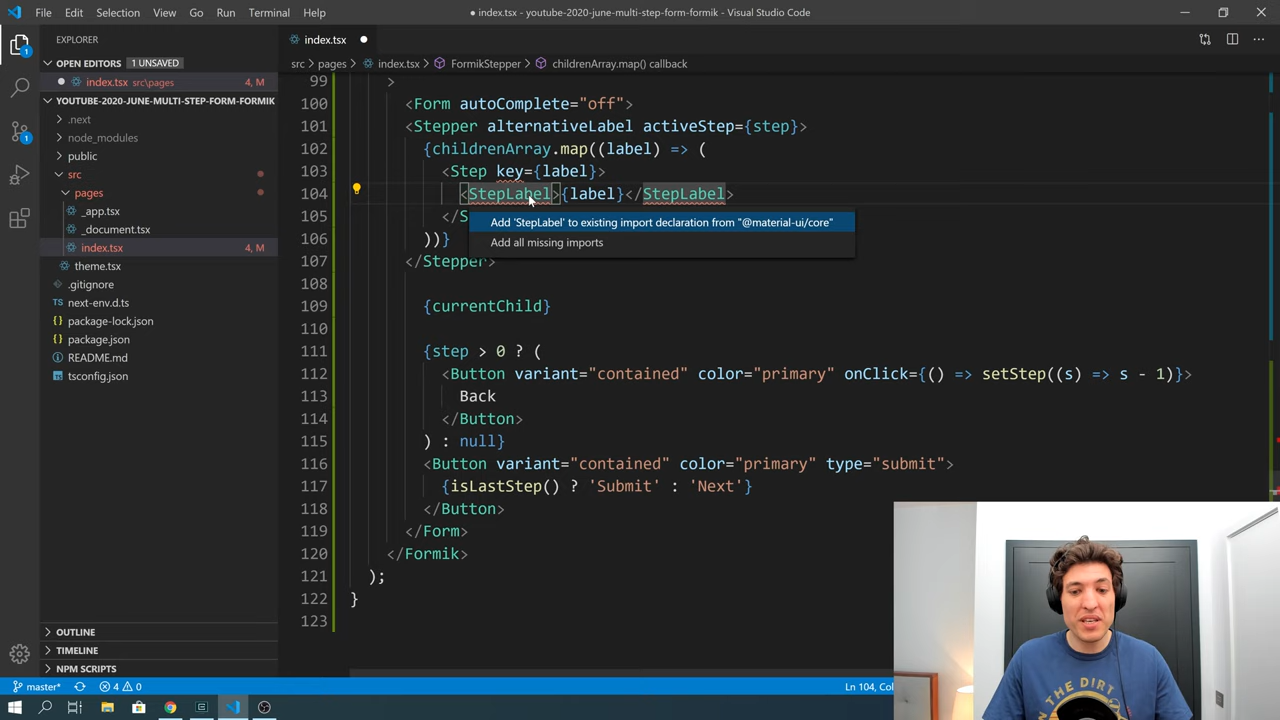 File Edit Selection View Go Run Terminal Help
● index.tsx - youtube-2020-june-multi-step-form-formik - Visual Studio Code
EXPLORER
OPEN EDITORS 1 UNSAVED
index.tsx src\pages 4, M
YOUTUBE-2020-JUNE-MULTI-STEP-FORM-FORMIK
.next
node_modules
public
src
pages
_app.tsx
_document.tsx
index.tsx 4, M
theme.tsx
.gitignore
next-env.d.ts
package-lock.json
package.json
README.md
tsconfig.json
OUTLINE
TIMELINE
NPM SCRIPTS
index.tsx
src > pages > index.tsx > FormikStepper > childrenArray.map() callback
99 >
100 <Form autoComplete="off">
101 <Stepper alternativeLabel activeStep={step}>
102 {childrenArray.map((label) => (
103 <Step key={label}>
104 <StepLabel>{label}</StepLabel>
105 </S
Add 'StepLabel' to existing import declaration from "@material-ui/core"
Add all missing imports
106 ))}
107 </Stepper>
108
109 {currentChild}
110
111 {step > 0 ? (
112 <Button variant="contained" color="primary" onClick={() => setStep((s) => s - 1)}>
113 Back
114 </Button>
115 ) : null}
116 <Button variant="contained" color="primary" type="submit">
117 {isLastStep() ? 'Submit' : 'Next'}
118 </Button>
119 </Form>
120 </Formik>
121 );
122 }
123
master* 4 0 Ln 104, Col